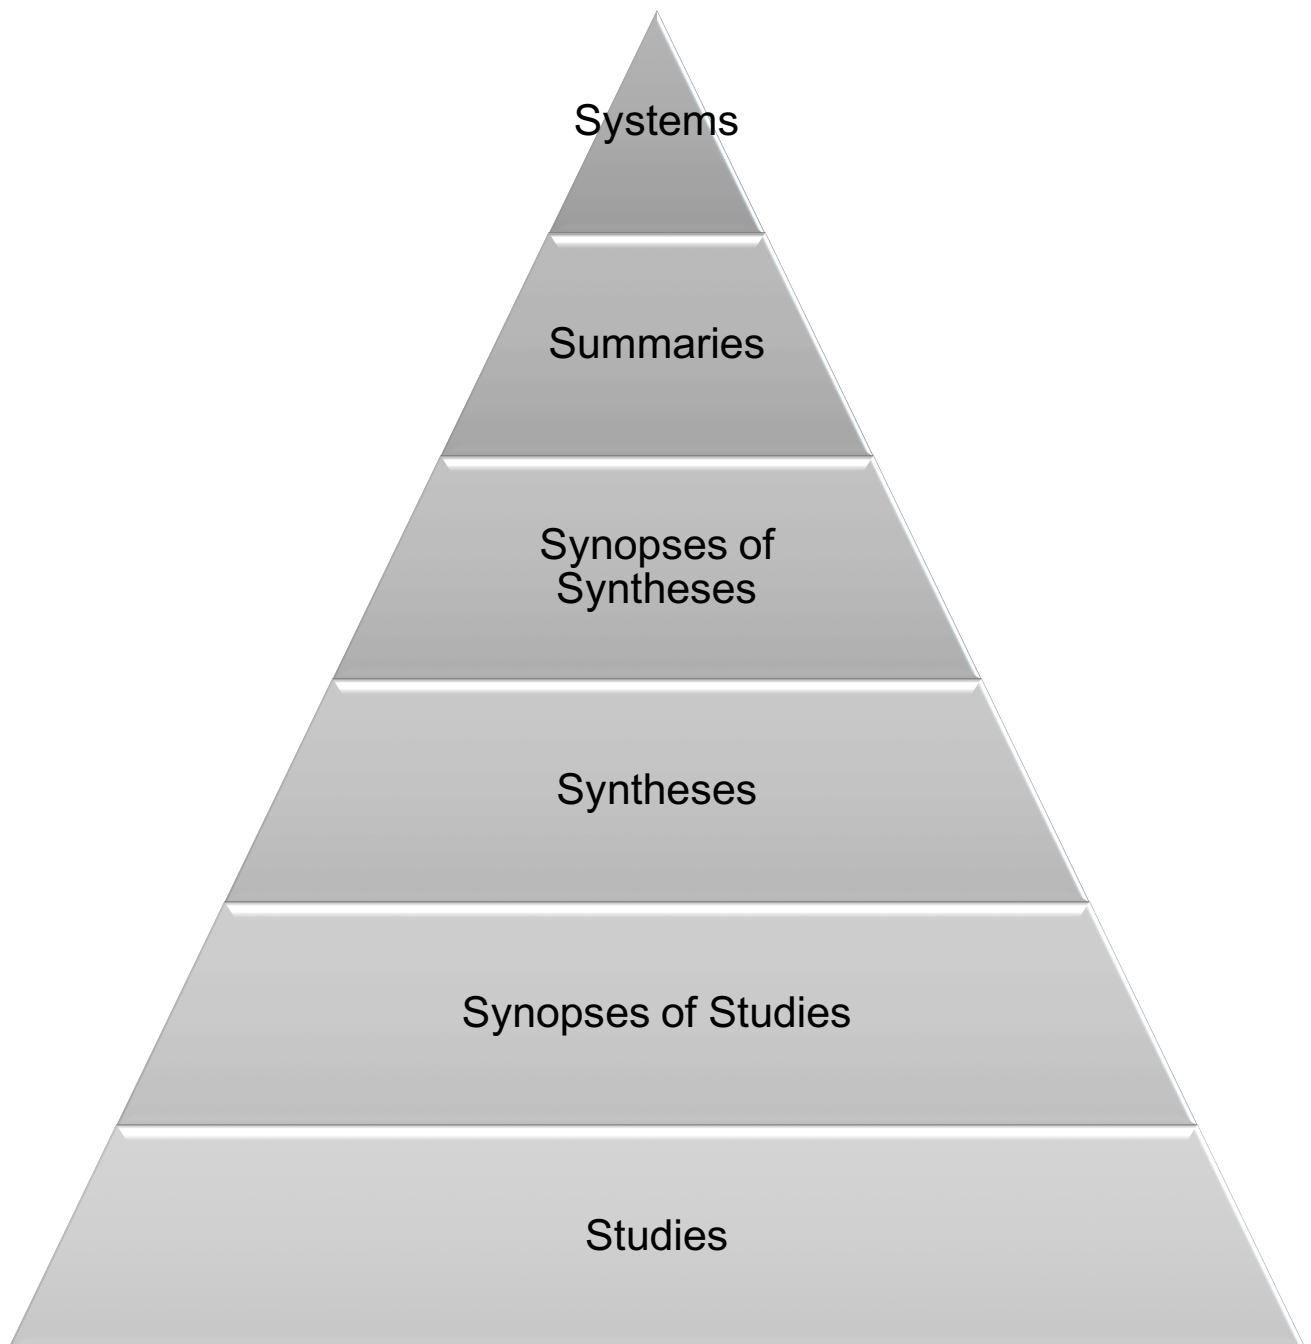 Systems
Summaries
Synopses of
Syntheses
Syntheses
Synopses of Studies
Studies